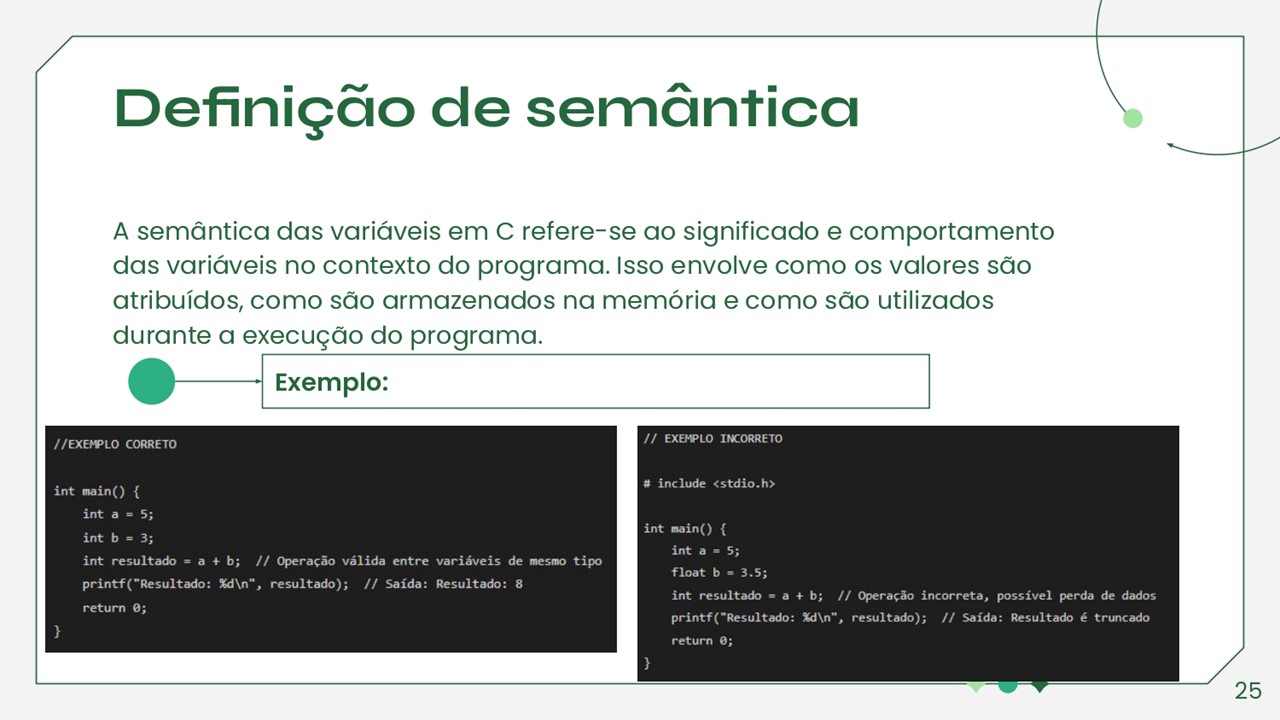 Definição de semântica
A semântica das variáveis em C refere-se ao significado e comportamento
das variáveis no contexto do programa. Isso envolve como os valores são
atribuídos, como são armazenados na memória e como são utilizados
durante a execução do programa.
Exemplo:
//EXEMPLO CORRETO
int main() {
    int a = 5;
    int b = 3;
    int resultado = a + b;  // Operação válida entre variáveis de mesmo tipo
    printf("Resultado: %d\n", resultado);  // Saída: Resultado: 8
    return 0;
}
// EXEMPLO INCORRETO
# include <stdio.h>
int main() {
    int a = 5;
    float b = 3.5;
    int resultado = a + b;  // Operação incorreta, possível perda de dados
    printf("Resultado: %d\n", resultado);  // Saída: Resultado é truncado
    return 0;
}
25